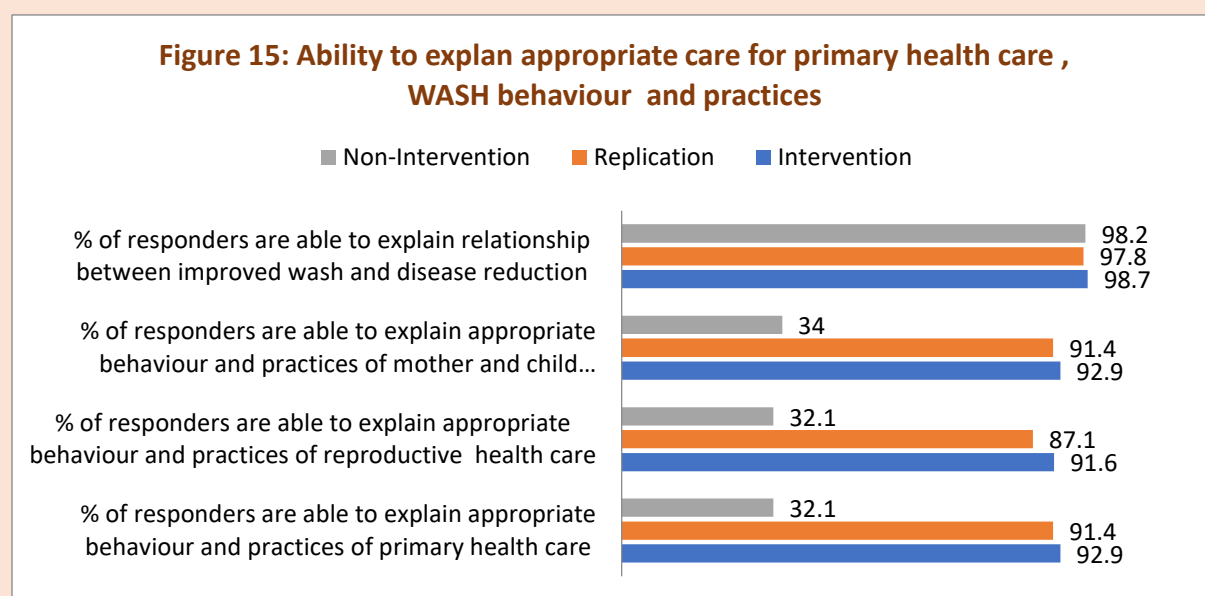 Figure 15: Ability to explan appropriate care for primary health care ,
WASH behaviour and practices
Non-Intervention Replication Intervention
% of responders are able to explain relationship
between improved wash and disease reduction
98.2
97.8
98.7
% of responders are able to explain appropriate
behaviour and practices of mother and child...
34
91.4
92.9
% of responders are able to explain appropriate
behaviour and practices of reproductive health care
32.1
87.1
91.6
% of responders are able to explain appropriate
behaviour and practices of primary health care
32.1
91.4
92.9